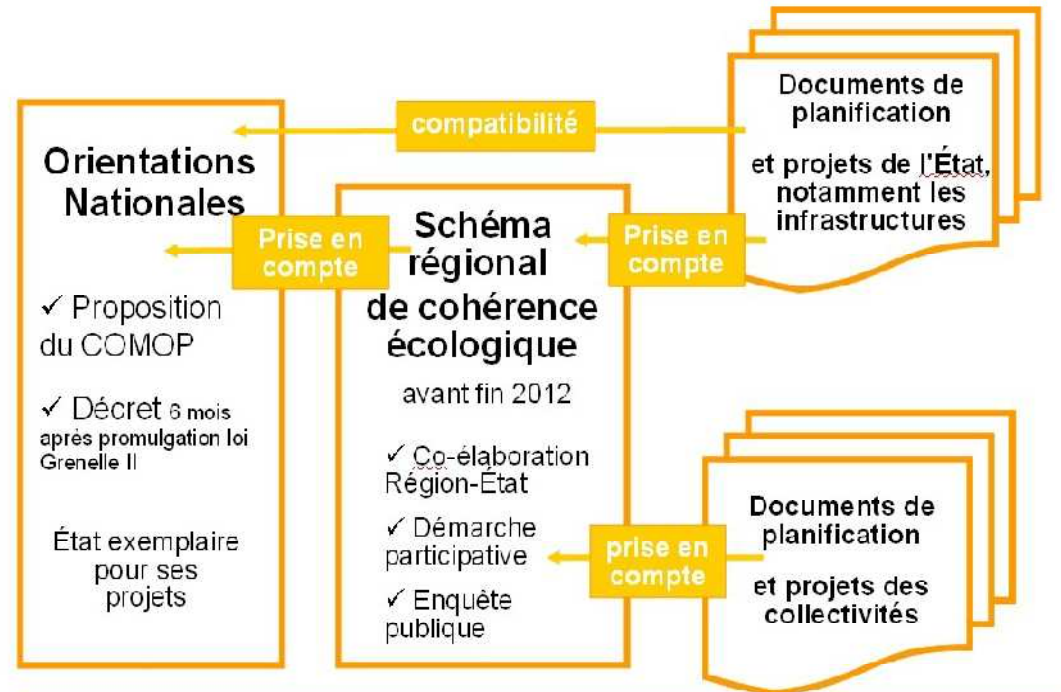 Orientations
Nationales
✓ Proposition
du COMOP
✓ Décret 6 mois
après promulgation loi
Grenelle II
État exemplaire
pour ses
projets
compatibilité
Prise en
compte
Schéma
régional
de cohérence
écologique
avant fin 2012
✓ Co-élaboration
Région-État
✓ Démarche
participative
✓ Enquête
publique
Prise en
compte
Documents de
planification
et projets de l'État,
notamment les
infrastructures
prise en
compte
Documents de
planification
et projets des
collectivités